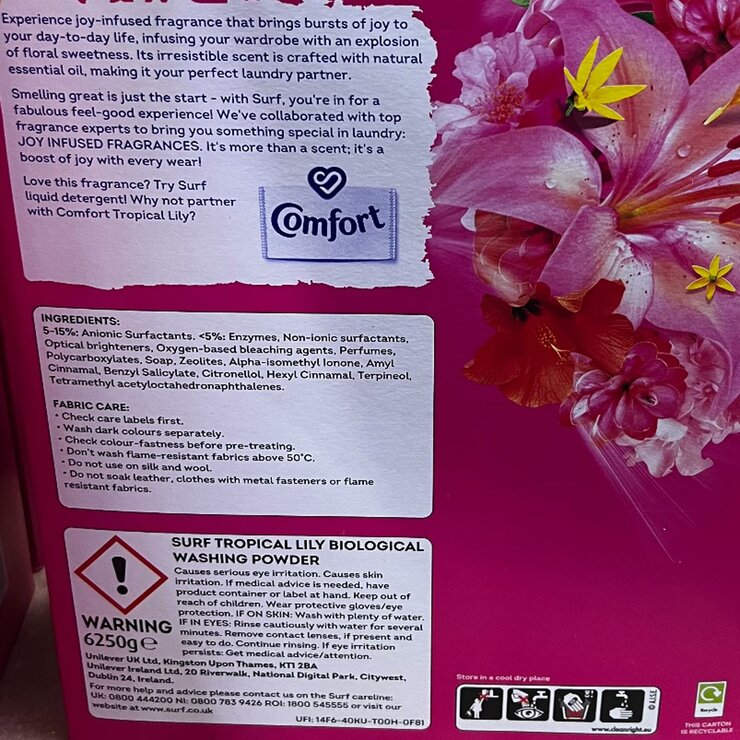 Experience joy-infused fragrance that brings bursts of joy to
your day-to-day life, infusing your wardrobe with an explosion
of floral sweetness. Its irresistible scent is crafted with natural
essential oil, making it your perfect laundry partner.
Smelling great is just the start – with Surf, you're in for a
fabulous feel-good experience! We've collaborated with top
fragrance experts to bring you something special in laundry:
JOY INFUSED FRAGRANCES. It's more than a scent; it's a
boost of joy with every wear!
Love this fragrance? Try Surf
liquid detergent! Why not partner
with Comfort Tropical Lily?
Comfort
INGREDIENTS:
5-15%: Anionic Surfactants. <5%: Enzymes, Non-ionic surfactants,
Optical brighteners, Oxygen-based bleaching agents, Perfumes,
Polycarboxylates, Soap, Zeolites, Alpha-isomethyl Ionone, Amyl
Cinnamal, Benzyl Salicylate, Citronellol, Hexyl Cinnamal, Terpineol,
Tetramethyl acetyloctahedronaphthalenes.
FABRIC CARE:
• Check care labels first.
• Wash dark colours separately.
• Check colour-fastness before pre-treating.
• Don't wash flame-resistant fabrics above 50°C.
• Do not use on silk and wool.
• Do not soak leather, clothes with metal fasteners or flame
resistant fabrics.
SURF TROPICAL LILY BIOLOGICAL
WASHING POWDER
Causes serious eye irritation. Causes skin
irritation. If medical advice is needed, have
product container or label at hand. Keep out of
reach of children. Wear protective gloves/eye
protection. IF ON SKIN: Wash with plenty of water.
IF IN EYES: Rinse cautiously with water for several
minutes. Remove contact lenses, if present and
easy to do. Continue rinsing. If eye irritation
persists: Get medical advice/attention.
WARNING
6250g e
Unilever UK Ltd, Kingston Upon Thames, KT1 2BA
Unilever Ireland Ltd, 20 Riverwalk, National Digital Park, Citywest,
Dublin 24, Ireland.
For more help and advice please contact us on the Surf careline:
UK: 0800 444200 NI: 0800 783 9426 ROI: 1800 545555 or visit our
website at www.surf.co.uk
UFI: 14F6-40KU-T00H-0F81
Store in a cool dry place
www.cleanright.eu
© A.I.S.E
Recycle
THIS CARTON
IS RECYCLABLE